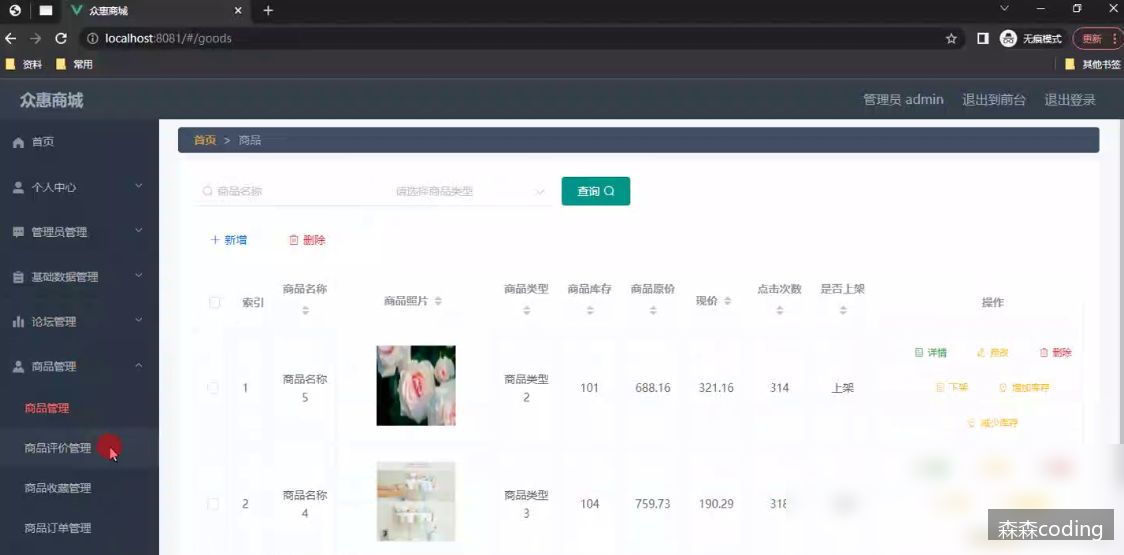 众惠商城
localhost:8081/#/goods
无痕模式
更新
资料
常用
其他书签
众惠商城
管理员 admin
退出到前台
退出登录
首页
个人中心
管理员管理
基础数据管理
论坛管理
商品管理
商品管理
商品评价管理
商品收藏管理
商品订单管理
首页 > 商品
商品名称
请选择商品类型
查询
新增
删除
索引
商品名称
商品照片
商品类型
商品库存
商品原价
现价
点击次数
是否上架
操作
1
商品名称
5
商品类型
2
101
688.16
321.16
314
上架
详情
修改
删除
下架
增加库存
减少库存
2
商品名称
4
商品类型
3
104
759.73
190.29
318
森森coding